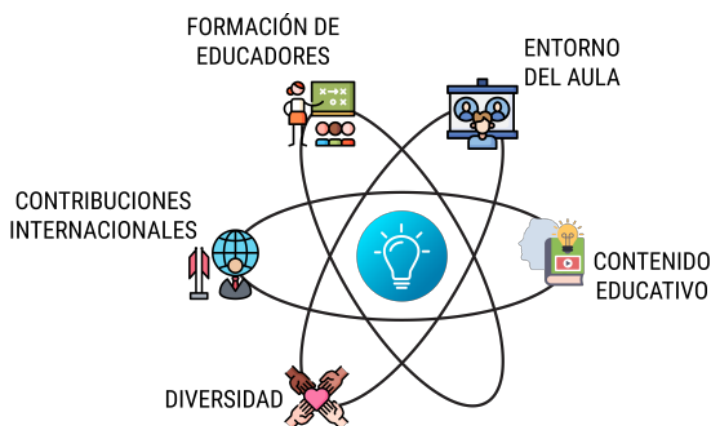 FORMACIÓN DE
EDUCADORES
ENTORNO
DEL AULA
CONTRIBUCIONES
INTERNACIONALES
CONTENIDO
EDUCATIVO
DIVERSIDAD